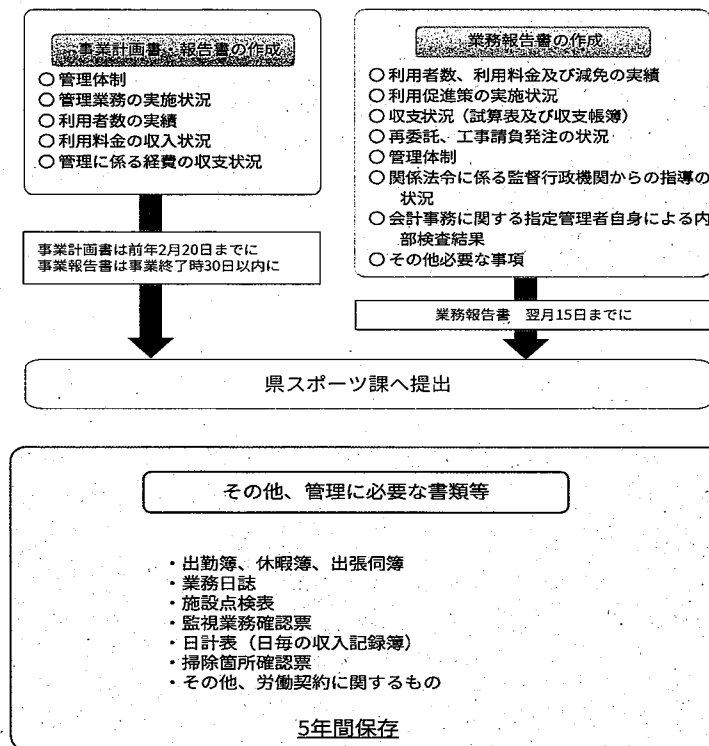 事業計画書・報告書の作成
○ 管理体制
○ 管理業務の実施状況
○ 利用者数の実績
○ 利用料金の収入状況
○ 管理に係る経費の収支状況
事業計画書は前年2月20日までに
事業報告書は事業終了時30日以内に
業務報告書の作成
○ 利用者数、利用料金及び減免の実績
○ 利用促進策の実施状況
○ 収支状況（試算表及び収支帳簿）
○ 再委託、工事請負発注の状況
○ 管理体制
○ 関係法令に係る監督行政機関からの指導の
状況
○ 会計事務に関する指定管理者自身による内
部検査結果
○ その他必要な事項
業務報告書　翌月15日までに
県スポーツ課へ提出
その他、管理に必要な書類等
・出勤簿、休暇簿、出張伺簿
・業務日誌
・施設点検表
・監視業務確認票
・日計表（日毎の収入記録簿）
・掃除箇所確認票
・その他、労働契約に関するもの
5年間保存